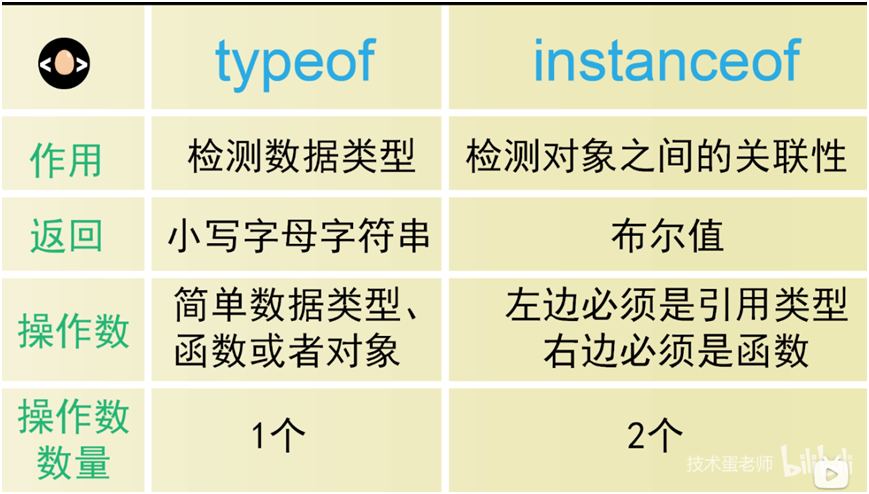 < >
typeof
instanceof
作用
检测数据类型
检测对象之间的关联性
返回
小写字母字符串
布尔值
操作数
简单数据类型、
函数或者对象
左边必须是引用类型
右边必须是函数
操作数
数量
1个
2个
技术蛋老师
bilibili